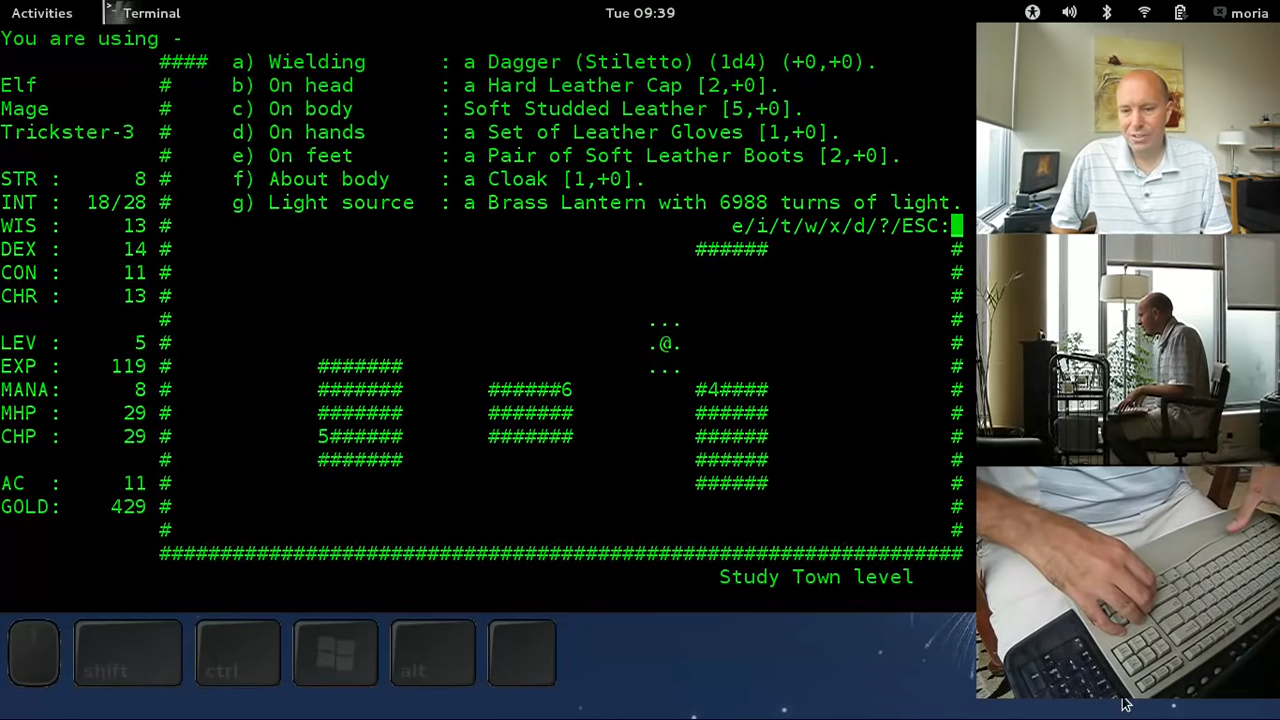 Activities Terminal Tue 09:39 moria
You are using -
#### a) Wielding : a Dagger (Stiletto) (1d4) (+0,+0).
Elf # b) On head : a Hard Leather Cap [2,+0].
Mage # c) On body : Soft Studded Leather [5,+0].
Trickster-3 # d) On hands : a Set of Leather Gloves [1,+0].
# e) On feet : a Pair of Soft Leather Boots [2,+0].
STR : 8 # f) About body : a Cloak [1,+0].
INT : 18/28 # g) Light source : a Brass Lantern with 6988 turns of light.
WIS : 13 # e/i/t/w/x/d/?/ESC:
DEX : 14 # ###### #
CON : 11 # #
CHR : 13 # #
# ... #
LEV : 5 # .@. #
EXP : 119 # ####### ... #
MANA: 8 # ####### ######6 #4#### #
MHP : 29 # ####### ####### ###### #
CHP : 29 # 5###### ####### ###### #
# ####### ###### #
AC : 11 # ###### #
GOLD: 429 # #
# #
####################################################################
Study Town level
shift ctrl alt